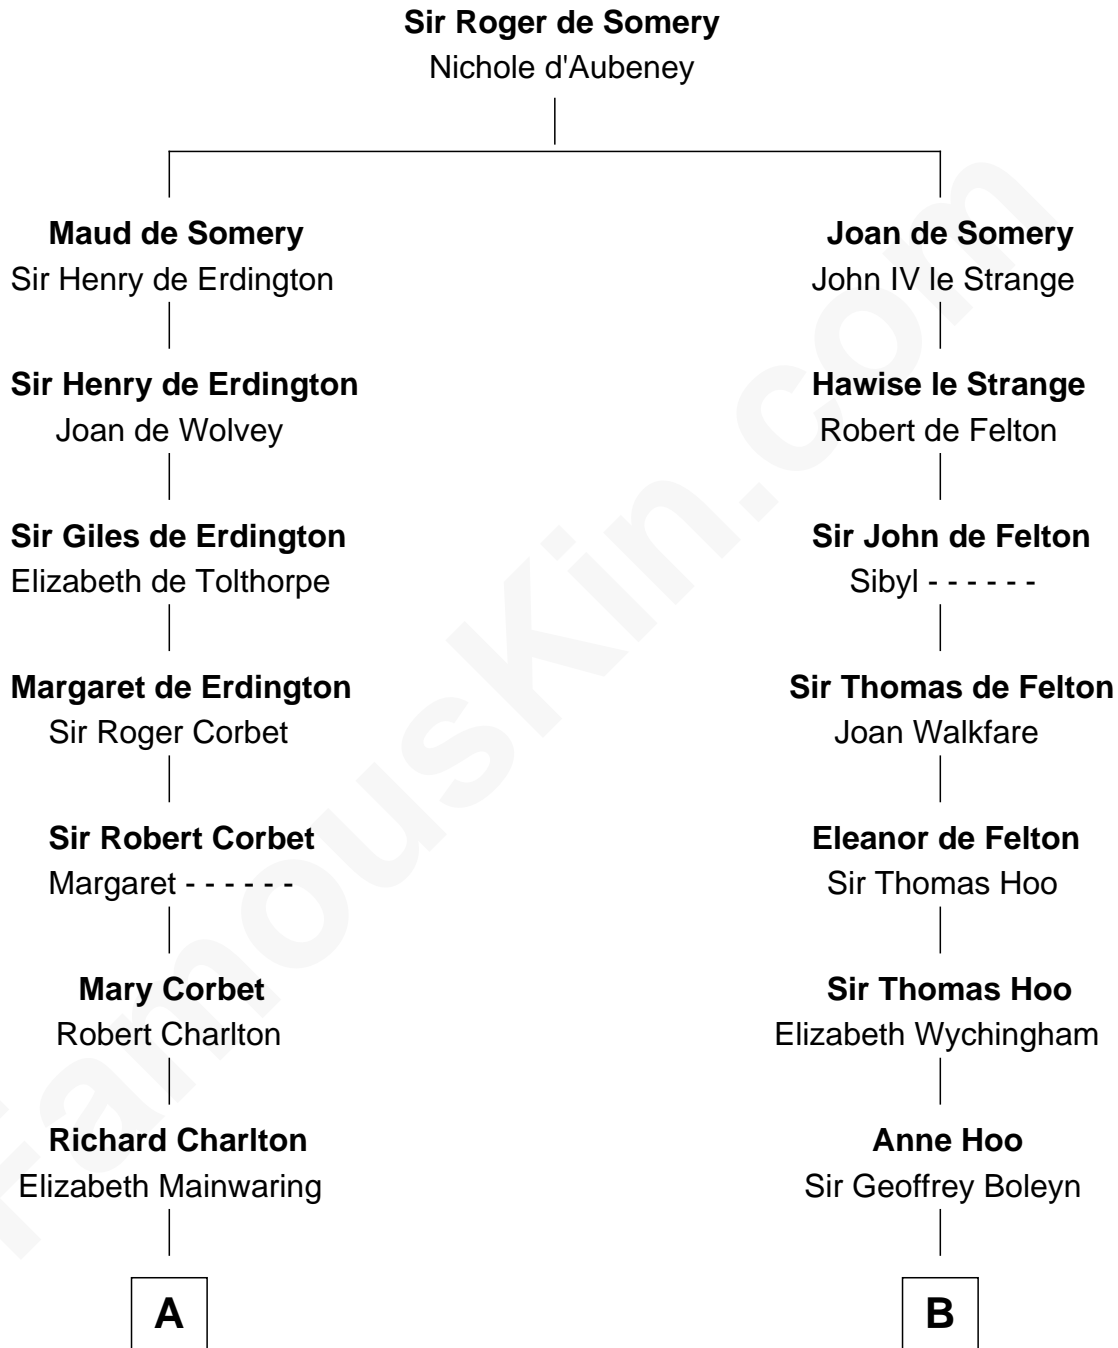 Sir Roger de Somery
Nichole d'Aubeney
Maud de Somery
Sir Henry de Erdington
Joan de Somery
John IV le Strange
Sir Henry de Erdington
Joan de Wolvey
Hawise le Strange
Robert de Felton
Sir Giles de Erdington
Elizabeth de Tolthorpe
Sir John de Felton
Sibyl - - - - - -
Margaret de Erdington
Sir Roger Corbet
Sir Thomas de Felton
Joan Walkfare
Sir Robert Corbet
Margaret - - - - - -
Eleanor de Felton
Sir Thomas Hoo
Mary Corbet
Robert Charlton
Sir Thomas Hoo
Elizabeth Wychingham
Richard Charlton
Elizabeth Mainwaring
Anne Hoo
Sir Geoffrey Boleyn
A
B
FamousKin.com